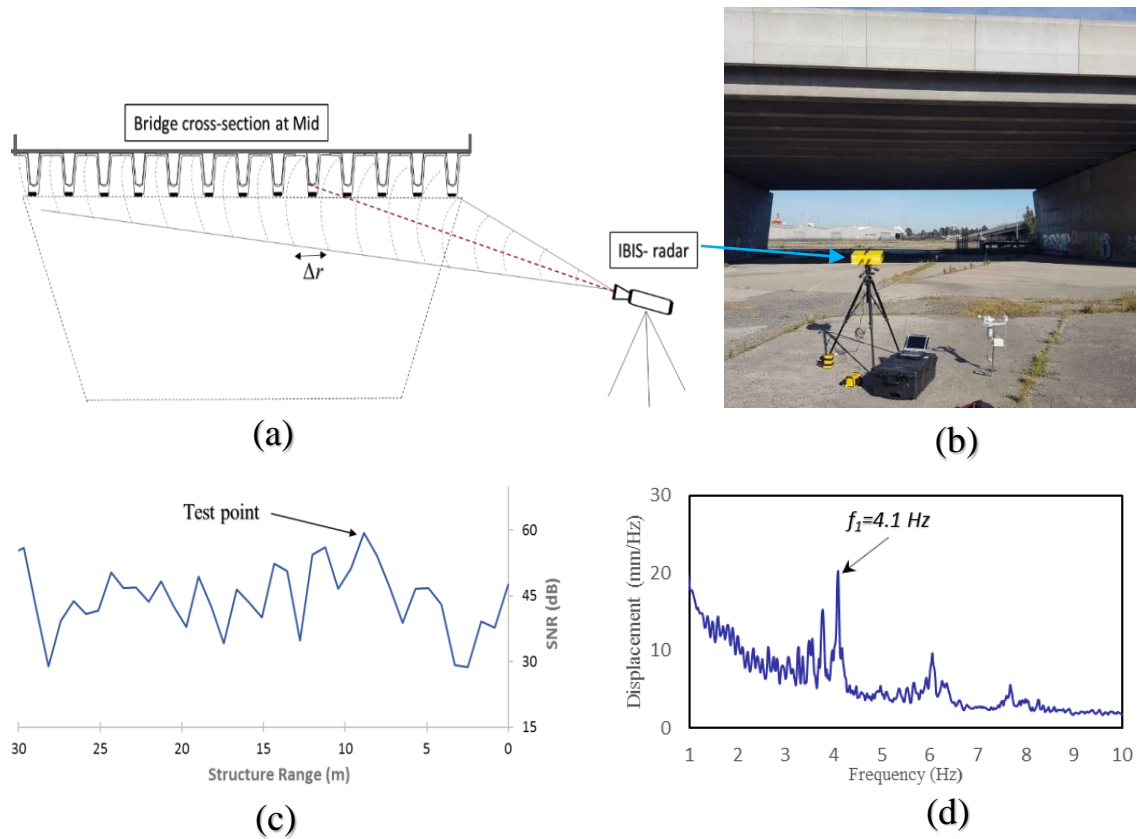 Bridge cross-section at Mid
Δr
IBIS- radar
(a)
(b)
Test point
60
45
30
15
SNR (dB)
30
25
20
15
10
5
0
Structure Range (m)
(c)
30
20
10
0
Displacement (mm/Hz)
f1=4.1 Hz
1
2
3
4
5
6
7
8
9
10
Frequency (Hz)
(d)